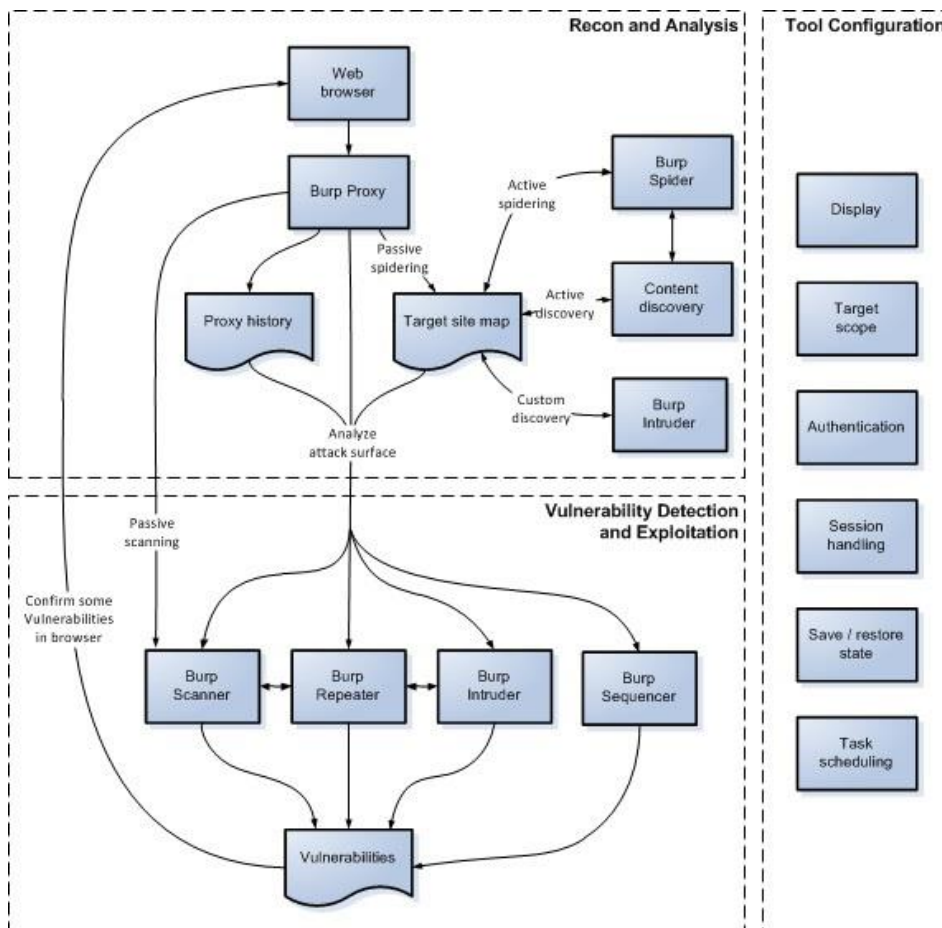 Recon and Analysis
Web
browser
Burp Proxy
Passive
spidering
Active
spidering
Burp
Spider
Proxy history
Target site map
Active
discovery
Content
discovery
Custom
discovery
Burp
Intruder
Analyze
attack surface
Vulnerability Detection
and Exploitation
Passive
scanning
Confirm some
Vulnerabilities
in browser
Burp
Scanner
Burp
Repeater
Burp
Intruder
Burp
Sequencer
Vulnerabilities
Tool Configuration
Display
Target
scope
Authentication
Session
handling
Save / restore
state
Task
scheduling